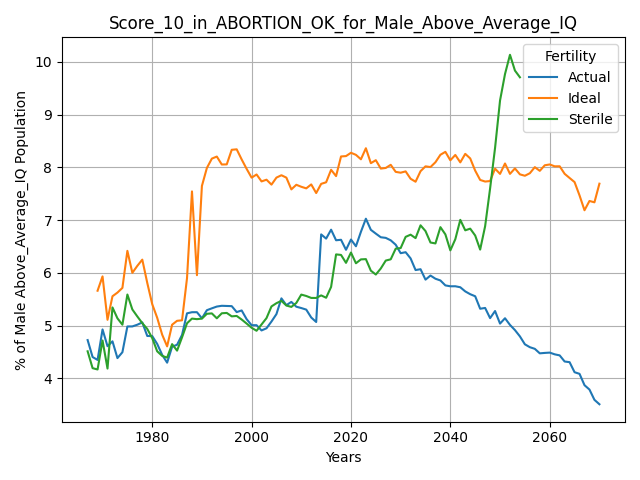 Score_10_in_ABORTION_OK_for_Male_Above_Average_IQ
% of Male Above_Average_IQ Population
10
9
8
7
6
5
4
Fertility
Actual
Ideal
Sterile
1980 2000 2020 2040 2060
Years